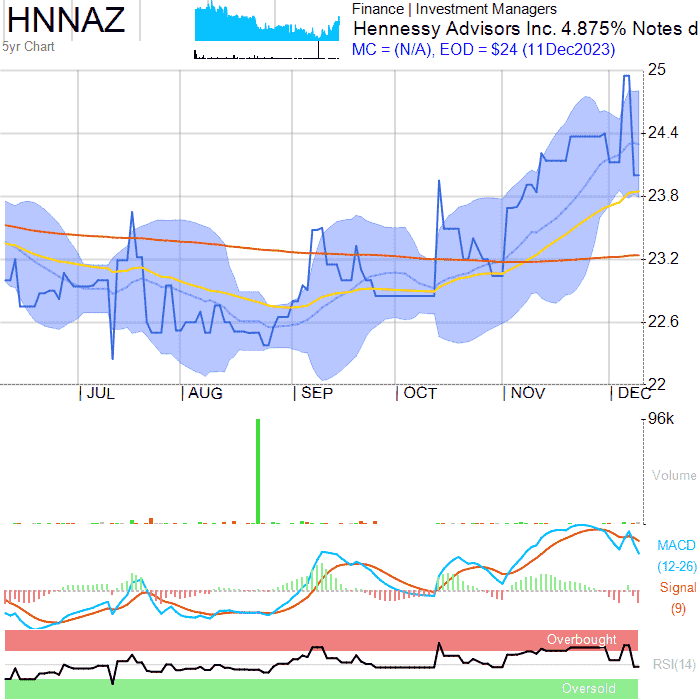 HNNAZ
5yr Chart
Finance | Investment Managers
Hennessy Advisors Inc. 4.875% Notes d
MC = (N/A), EOD = $24 (11Dec2023)
25
24.4
23.8
23.2
22.6
22
JUL AUG SEP OCT NOV DEC
96k
Volume
MACD
(12-26)
Signal
(9)
Overbought
RSI(14)
Oversold